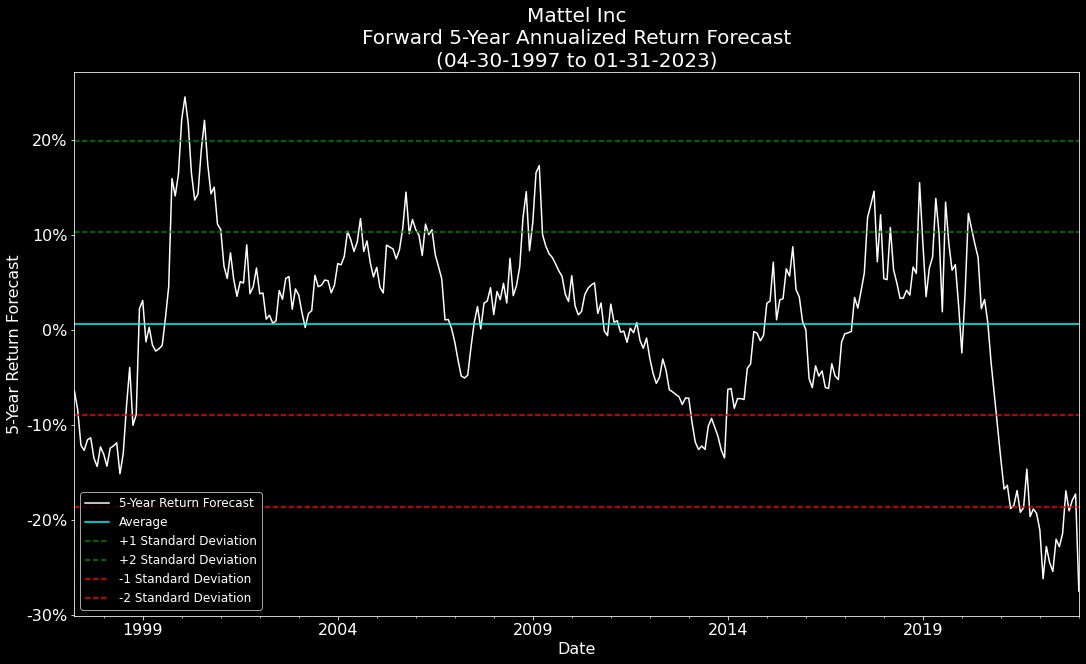 Mattel Inc
Forward 5-Year Annualized Return Forecast
(04-30-1997 to 01-31-2023)
5-Year Return Forecast
20%
10%
0%
-10%
-20%
-30%
5-Year Return Forecast
Average
+1 Standard Deviation
+2 Standard Deviation
-1 Standard Deviation
-2 Standard Deviation
1999
2004
2009
2014
2019
Date